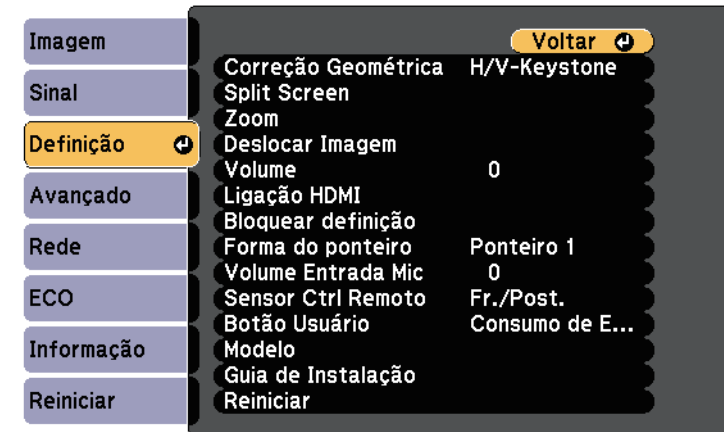 Imagem
Sinal
Definição
Avançado
Rede
ECO
Informação
Reiniciar
Voltar
Correção Geométrica H/V-Keystone
Split Screen
Zoom
Deslocar Imagem
Volume 0
Ligação HDMI
Bloquear definição
Forma do ponteiro Ponteiro 1
Volume Entrada Mic 0
Sensor Ctrl Remoto Fr./Post.
Botão Usuário Consumo de E...
Modelo
Guia de Instalação
Reiniciar